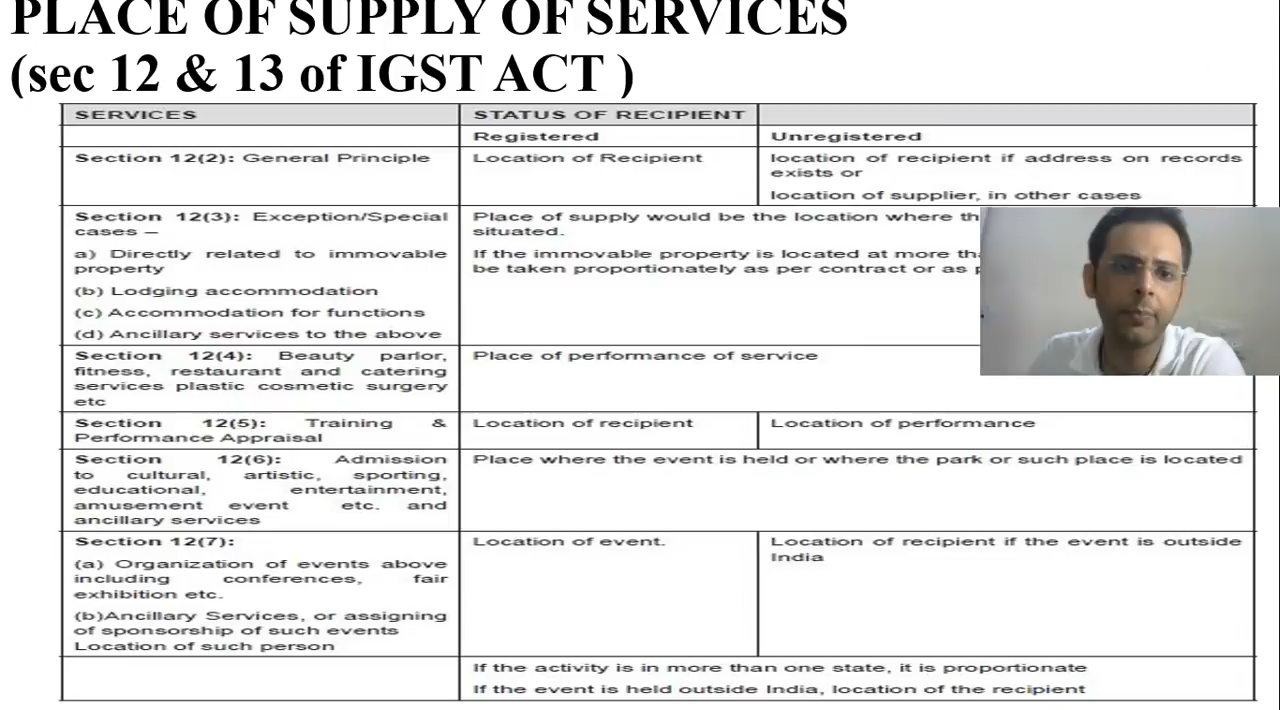 PLACE OF SUPPLY OF SERVICES
(sec 12 & 13 of IGST ACT )
SERVICES
STATUS OF RECIPIENT
Registered
Unregistered
Section 12(2): General Principle
Location of Recipient
location of recipient if address on records
exists or
location of supplier, in other cases
Section 12(3): Exception/Special
cases –
a) Directly related to immovable
property
(b) Lodging accommodation
(c) Accommodation for functions
(d) Ancillary services to the above
Place of supply would be the location where
situated.
If the immovable property is located at more
be taken proportionately as per contract or as
Section 12(4): Beauty parlor,
fitness, restaurant and catering
services plastic cosmetic surgery
etc
Place of performance of service
Section 12(5): Training &
Performance Appraisal
Location of recipient
Location of performance
Section 12(6): Admission
to cultural, artistic, sporting,
educational, entertainment,
amusement event etc. and
ancillary services
Place where the event is held or where the park or such place is located
Section 12(7):
(a) Organization of events above
including conferences, fair
exhibition etc.
(b)Ancillary Services, or assigning
of sponsorship of such events
Location of such person
Location of event.
Location of recipient if the event is outside
India
If the activity is in more than one state, it is proportionate
If the event is held outside India, location of the recipient